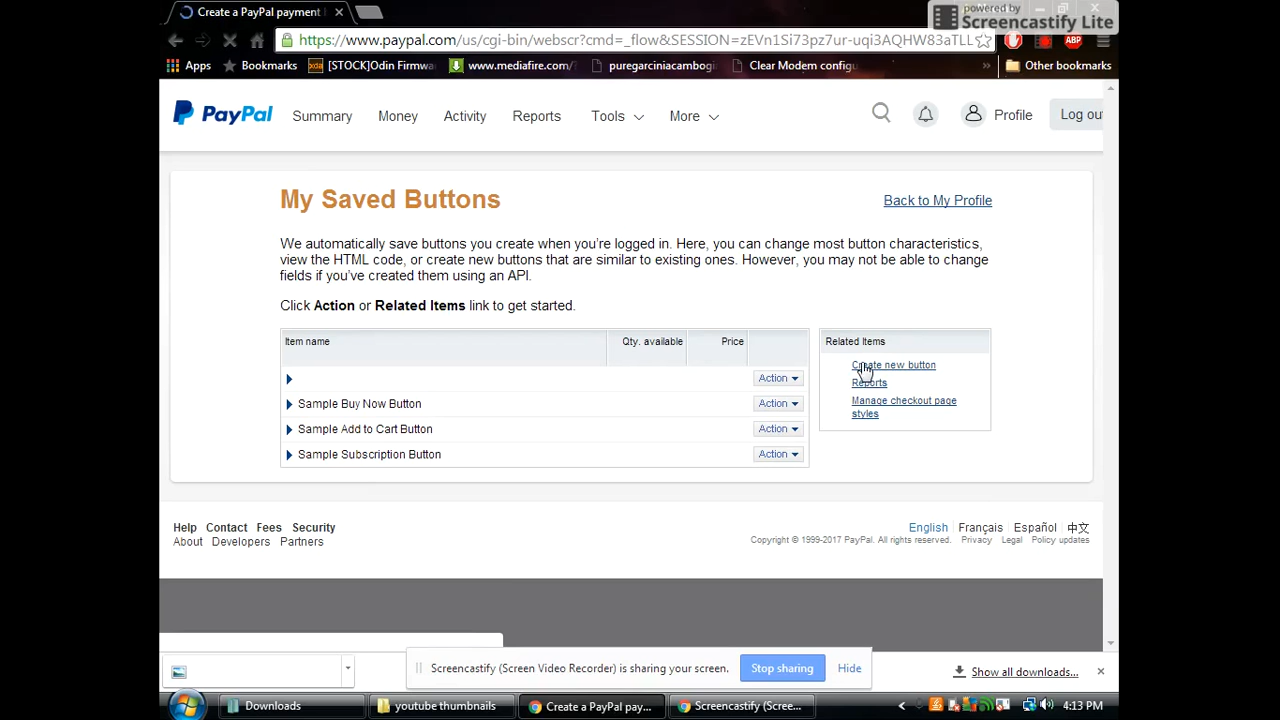 Create a PayPal payment
powered by
Screencastify Lite
https://www.paypal.com/us/cgi-bin/webscr?cmd=_flow&SESSION=zEVn1Si73pz7ur-uqi3AQHW83aTLL
ABP
Apps Bookmarks [STOCK]Odin Firmwa www.mediafire.com/ puregarciniacambogi Clear Modem configu » Other bookmarks
PayPal Summary Money Activity Reports Tools More Profile Log out
My Saved Buttons
Back to My Profile
We automatically save buttons you create when you're logged in. Here, you can change most button characteristics,
view the HTML code, or create new buttons that are similar to existing ones. However, you may not be able to change
fields if you've created them using an API.
Click Action or Related Items link to get started.
Item name Qty. available Price
Action
Sample Buy Now Button Action
Sample Add to Cart Button Action
Sample Subscription Button Action
Related Items
Create new button
Reports
Manage checkout page
styles
Help Contact Fees Security
About Developers Partners
English Français Español 中文
Copyright © 1999-2017 PayPal. All rights reserved. Privacy Legal Policy updates
Screencastify (Screen Video Recorder) is sharing your screen. Stop sharing Hide
Show all downloads...
Downloads youtube thumbnails Create a PayPal pay... Screencastify (Scree... 4:13 PM